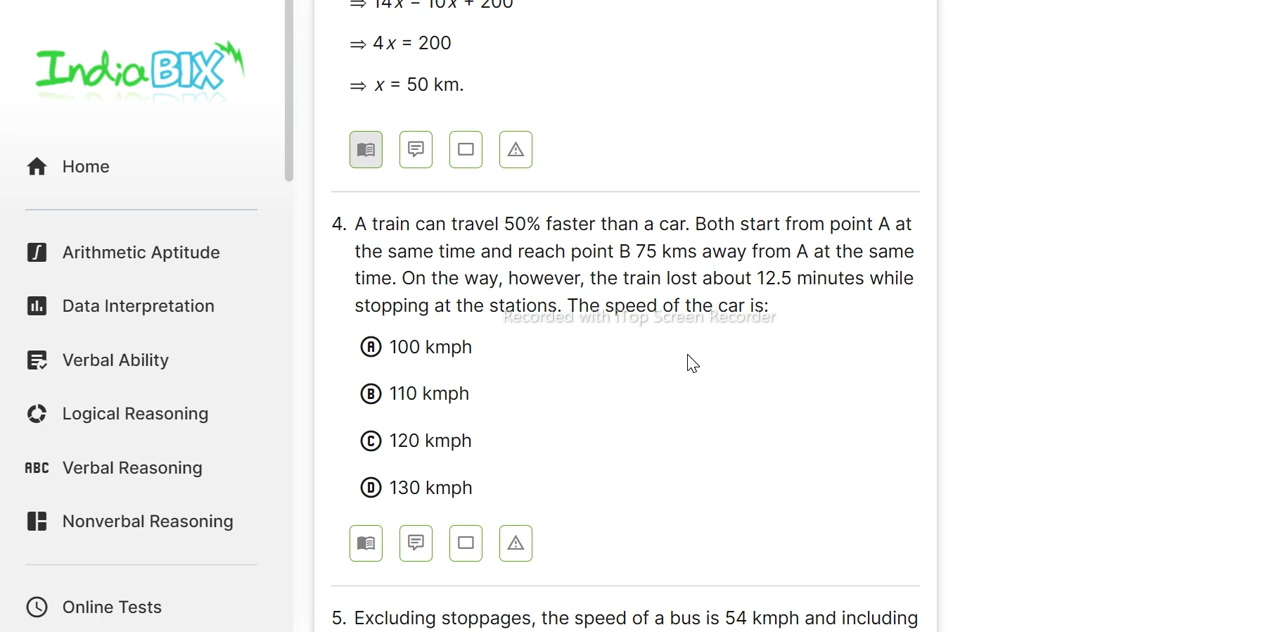 ⇒ 14x = 10x + 200
IndiaBIX
⇒ 4x = 200
⇒ x = 50 km.
Home
Arithmetic Aptitude
Data Interpretation
Verbal Ability
Logical Reasoning
ABC Verbal Reasoning
Nonverbal Reasoning
Online Tests
4. A train can travel 50% faster than a car. Both start from point A at
the same time and reach point B 75 kms away from A at the same
time. On the way, however, the train lost about 12.5 minutes while
stopping at the stations. The speed of the car is:
Recorded with iTop Screen Recorder
A 100 kmph
B 110 kmph
C 120 kmph
D 130 kmph
5. Excluding stoppages, the speed of a bus is 54 kmph and including